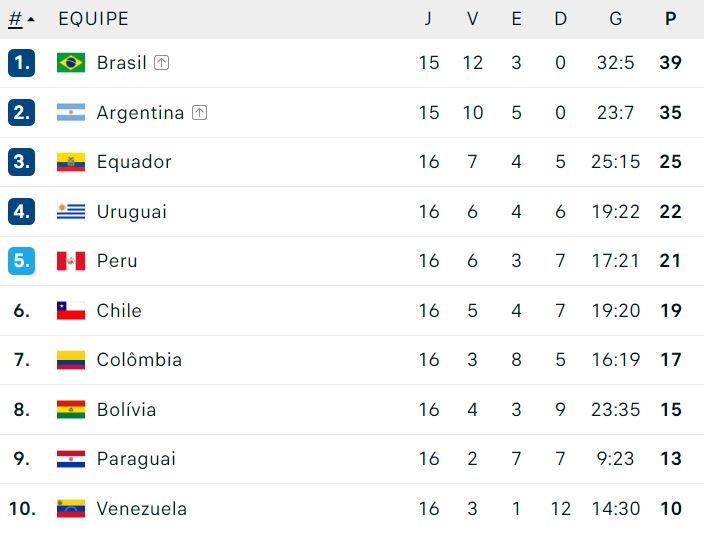 # EQUIPE J V E D G P
1. Brasil 15 12 3 0 32:5 39
2. Argentina 15 10 5 0 23:7 35
3. Equador 16 7 4 5 25:15 25
4. Uruguai 16 6 4 6 19:22 22
5. Peru 16 6 3 7 17:21 21
6. Chile 16 5 4 7 19:20 19
7. Colômbia 16 3 8 5 16:19 17
8. Bolívia 16 4 3 9 23:35 15
9. Paraguai 16 2 7 7 9:23 13
10. Venezuela 16 3 1 12 14:30 10